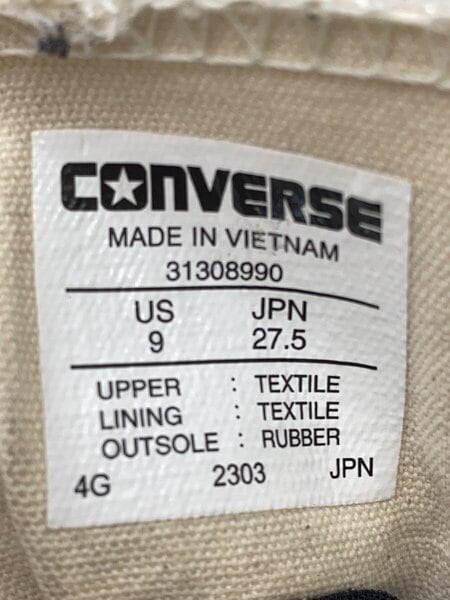 CONVERSE
MADE IN VIETNAM
31308990
US JPN
9 27.5
UPPER : TEXTILE
LINING : TEXTILE
OUTSOLE : RUBBER
4G 2303 JPN